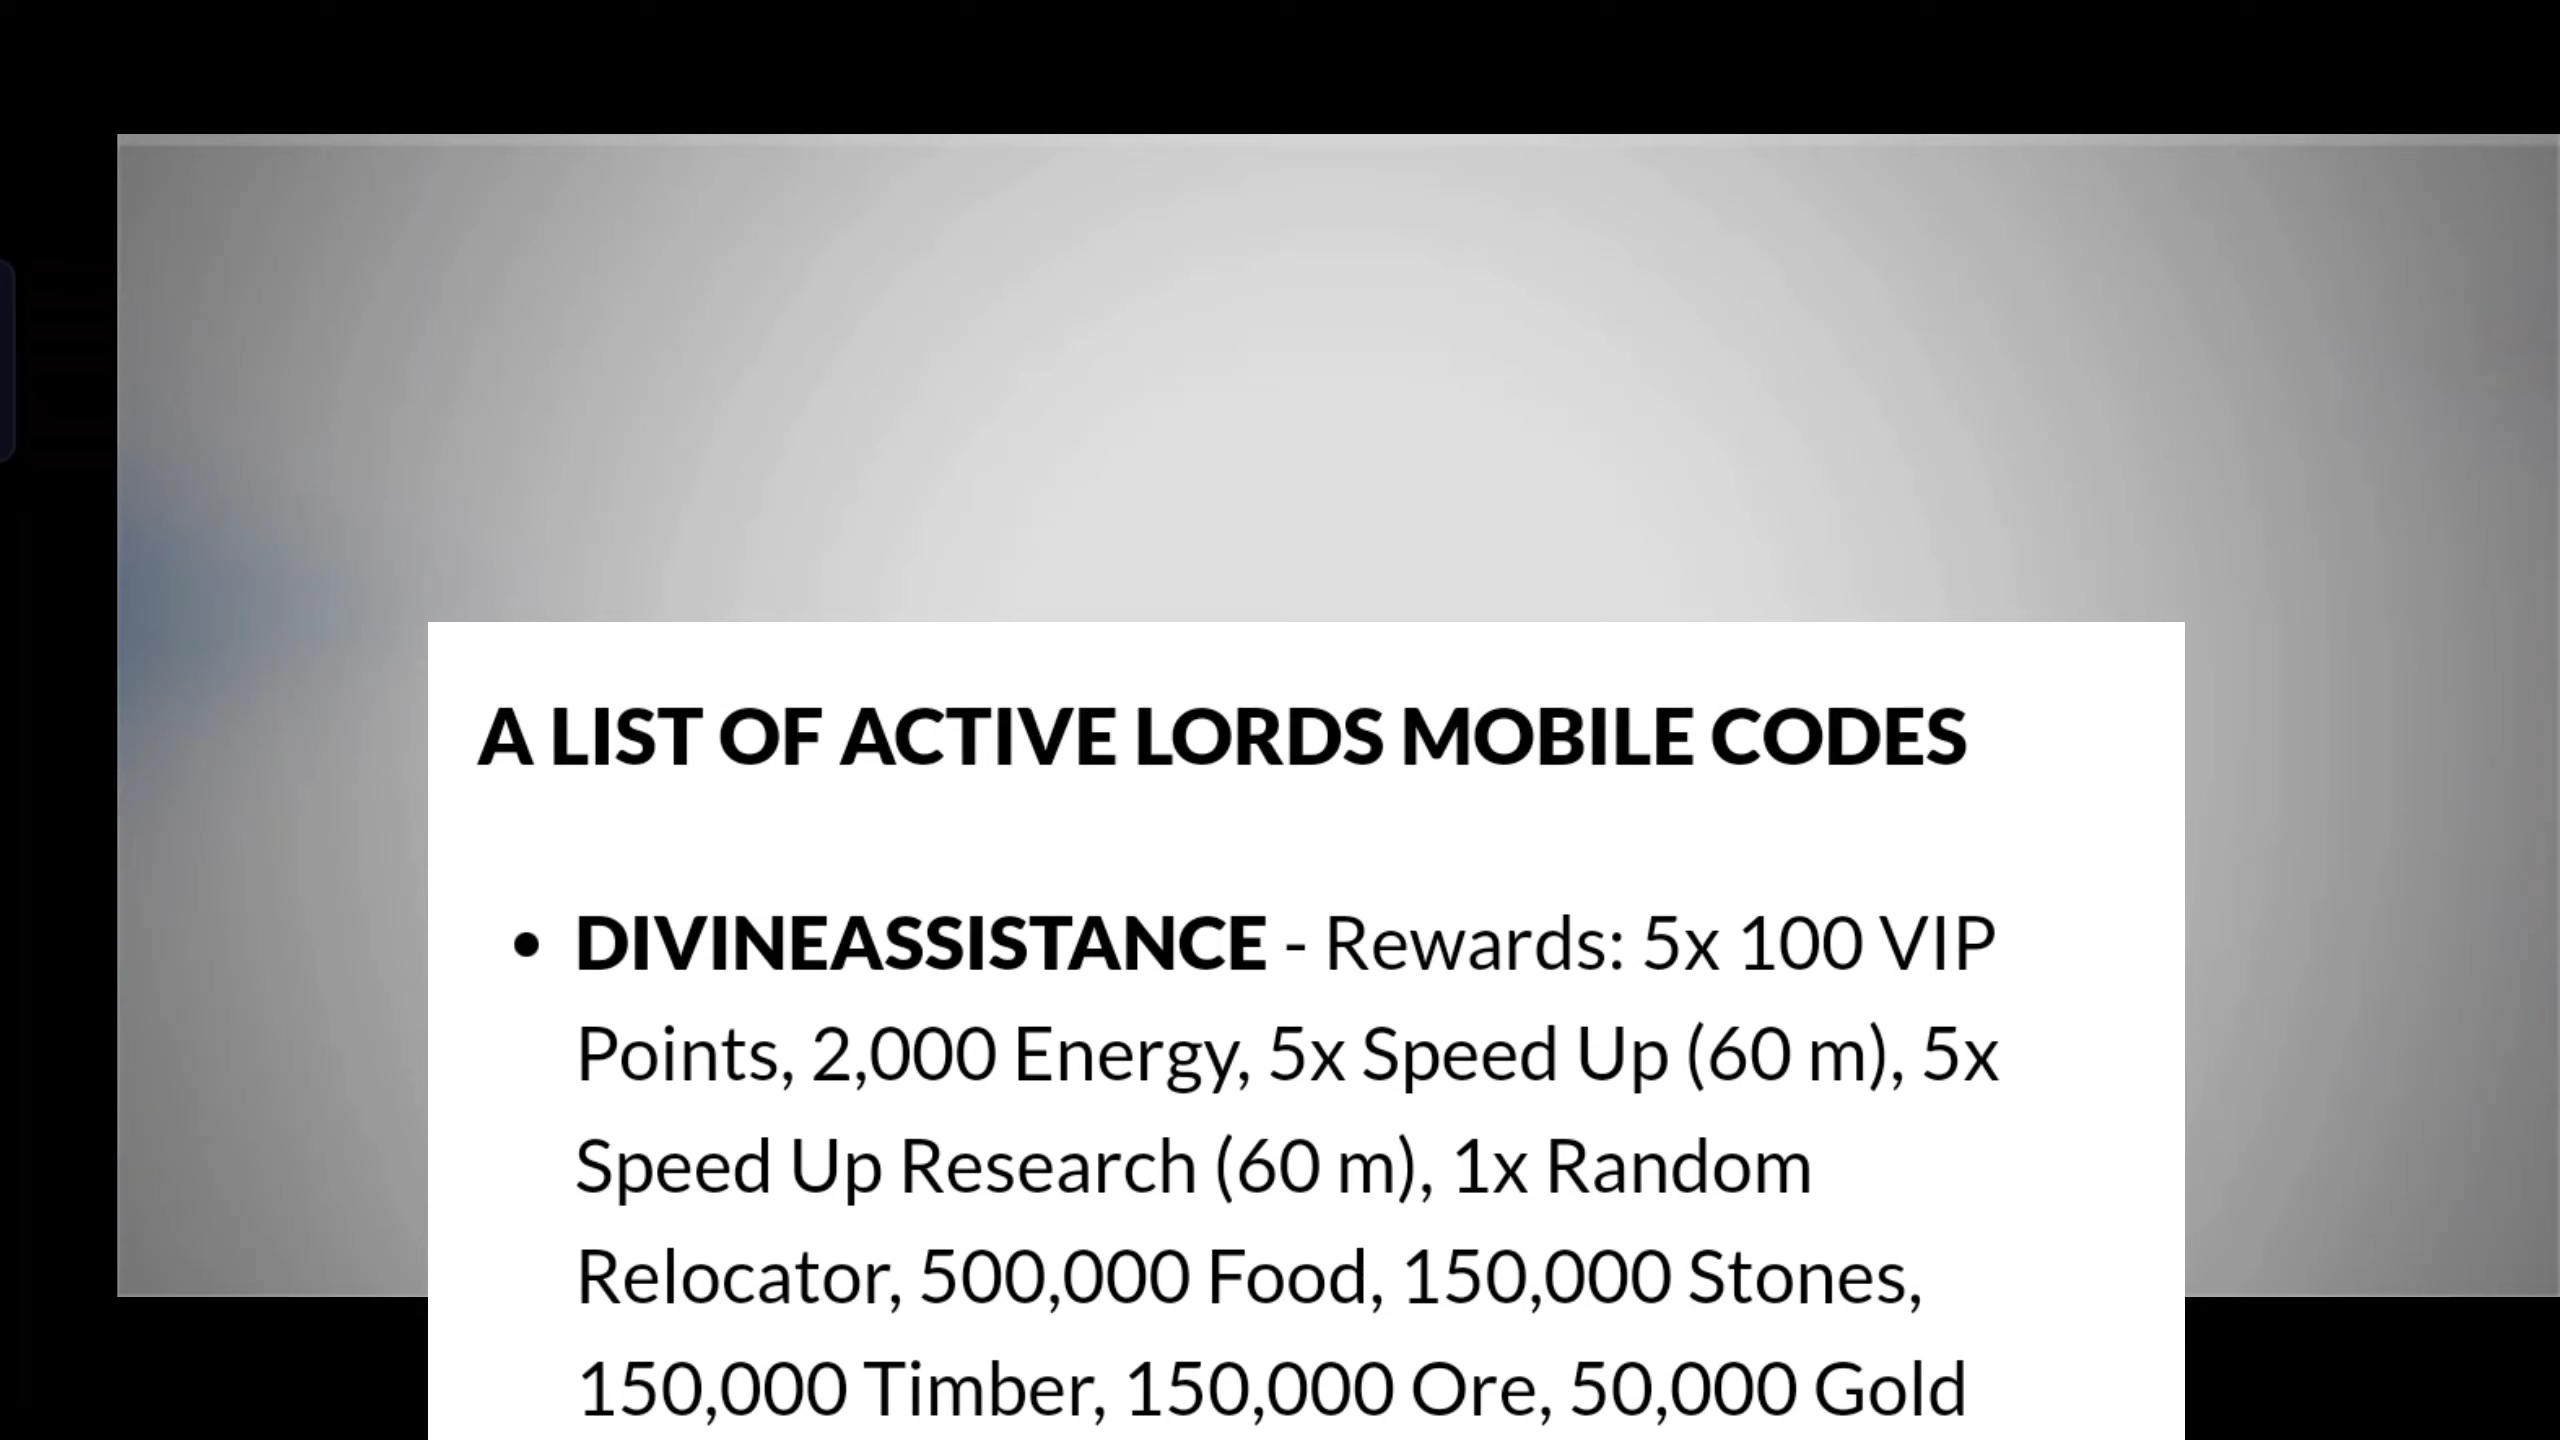 A LIST OF ACTIVE LORDS MOBILE CODES
• DIVINEASSISTANCE - Rewards: 5x 100 VIP
Points, 2,000 Energy, 5x Speed Up (60 m), 5x
Speed Up Research (60 m), 1x Random
Relocator, 500,000 Food, 150,000 Stones,
150,000 Timber, 150,000 Ore, 50,000 Gold